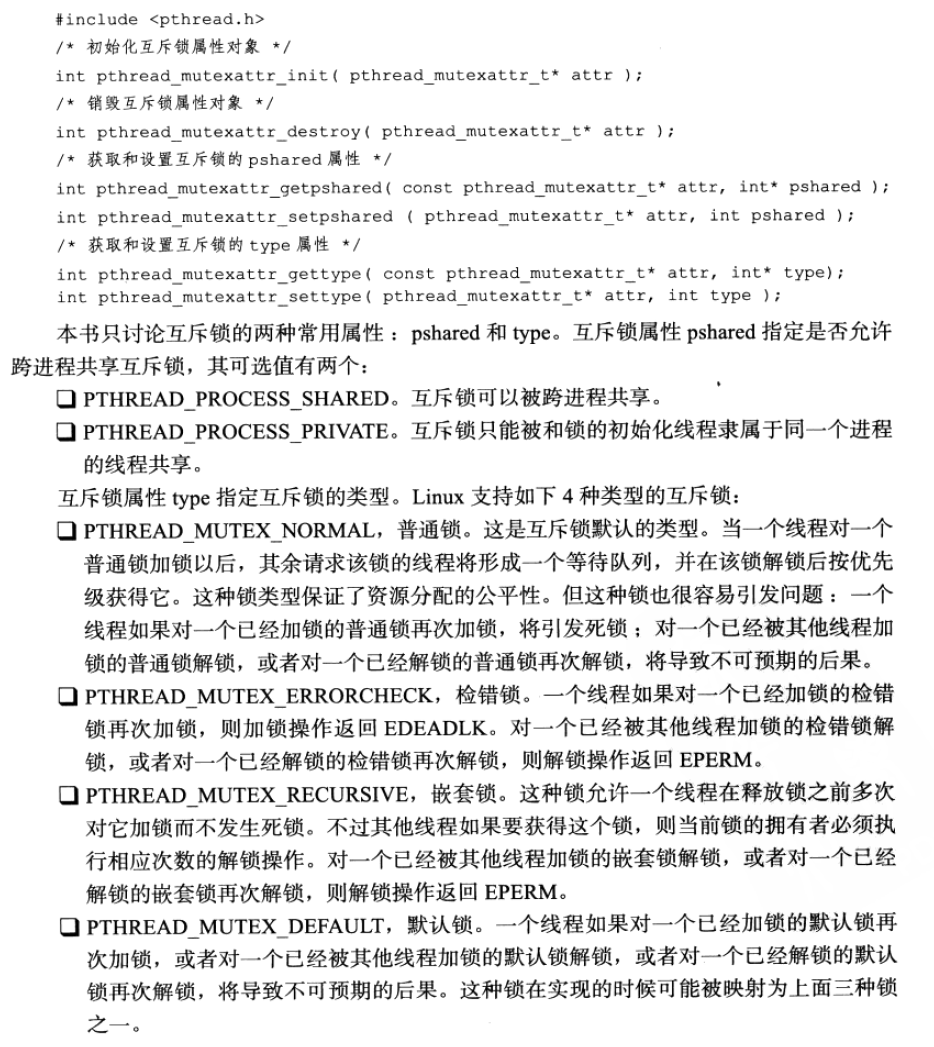 #include <pthread.h>
/* 初始化互斥锁属性对象 */
int pthread_mutexattr_init( pthread_mutexattr_t* attr );
/* 销毁互斥锁属性对象 */
int pthread_mutexattr_destroy( pthread_mutexattr_t* attr );
/* 获取和设置互斥锁的 pshared 属性 */
int pthread_mutexattr_getpshared( const pthread_mutexattr_t* attr, int* pshared );
int pthread_mutexattr_setpshared ( pthread_mutexattr_t* attr, int pshared );
/* 获取和设置互斥锁的 type 属性 */
int pthread_mutexattr_gettype( const pthread_mutexattr_t* attr, int* type);
int pthread_mutexattr_settype( pthread_mutexattr_t* attr, int type );
本书只讨论互斥锁的两种常用属性：pshared 和 type。互斥锁属性 pshared 指定是否允许
跨进程共享互斥锁，其可选值有两个：
❑ PTHREAD_PROCESS_SHARED。互斥锁可以被跨进程共享。
❑ PTHREAD_PROCESS_PRIVATE。互斥锁只能被和锁的初始化线程隶属于同一个进程
的线程共享。
互斥锁属性 type 指定互斥锁的类型。Linux 支持如下 4 种类型的互斥锁：
❑ PTHREAD_MUTEX_NORMAL，普通锁。这是互斥锁默认的类型。当一个线程对一个
普通锁加锁以后，其余请求该锁的线程将形成一个等待队列，并在该锁解锁后按优先
级获得它。这种锁类型保证了资源分配的公平性。但这种锁也很容易引发问题：一个
线程如果对一个已经加锁的普通锁再次加锁，将引发死锁；对一个已经被其他线程加
锁的普通锁解锁，或者对一个已经解锁的普通锁再次解锁，将导致不可预期的后果。
❑ PTHREAD_MUTEX_ERRORCHECK，检错锁。一个线程如果对一个已经加锁的检错
锁再次加锁，则加锁操作返回 EDEADLK。对一个已经被其他线程加锁的检错锁解
锁，或者对一个已经解锁的检错锁再次解锁，则解锁操作返回 EPERM。
❑ PTHREAD_MUTEX_RECURSIVE，嵌套锁。这种锁允许一个线程在释放锁之前多次
对它加锁而不发生死锁。不过其他线程如果要获得这个锁，则当前锁的拥有者必须执
行相应次数的解锁操作。对一个已经被其他线程加锁的嵌套锁解锁，或者对一个已经
解锁的嵌套锁再次解锁，则解锁操作返回 EPERM。
❑ PTHREAD_MUTEX_DEFAULT，默认锁。一个线程如果对一个已经加锁的默认锁再
次加锁，或者对一个已经被其他线程加锁的默认锁解锁，或者对一个已经解锁的默认
锁再次解锁，将导致不可预期的后果。这种锁在实现的时候可能被映射为上面三种锁
之一。